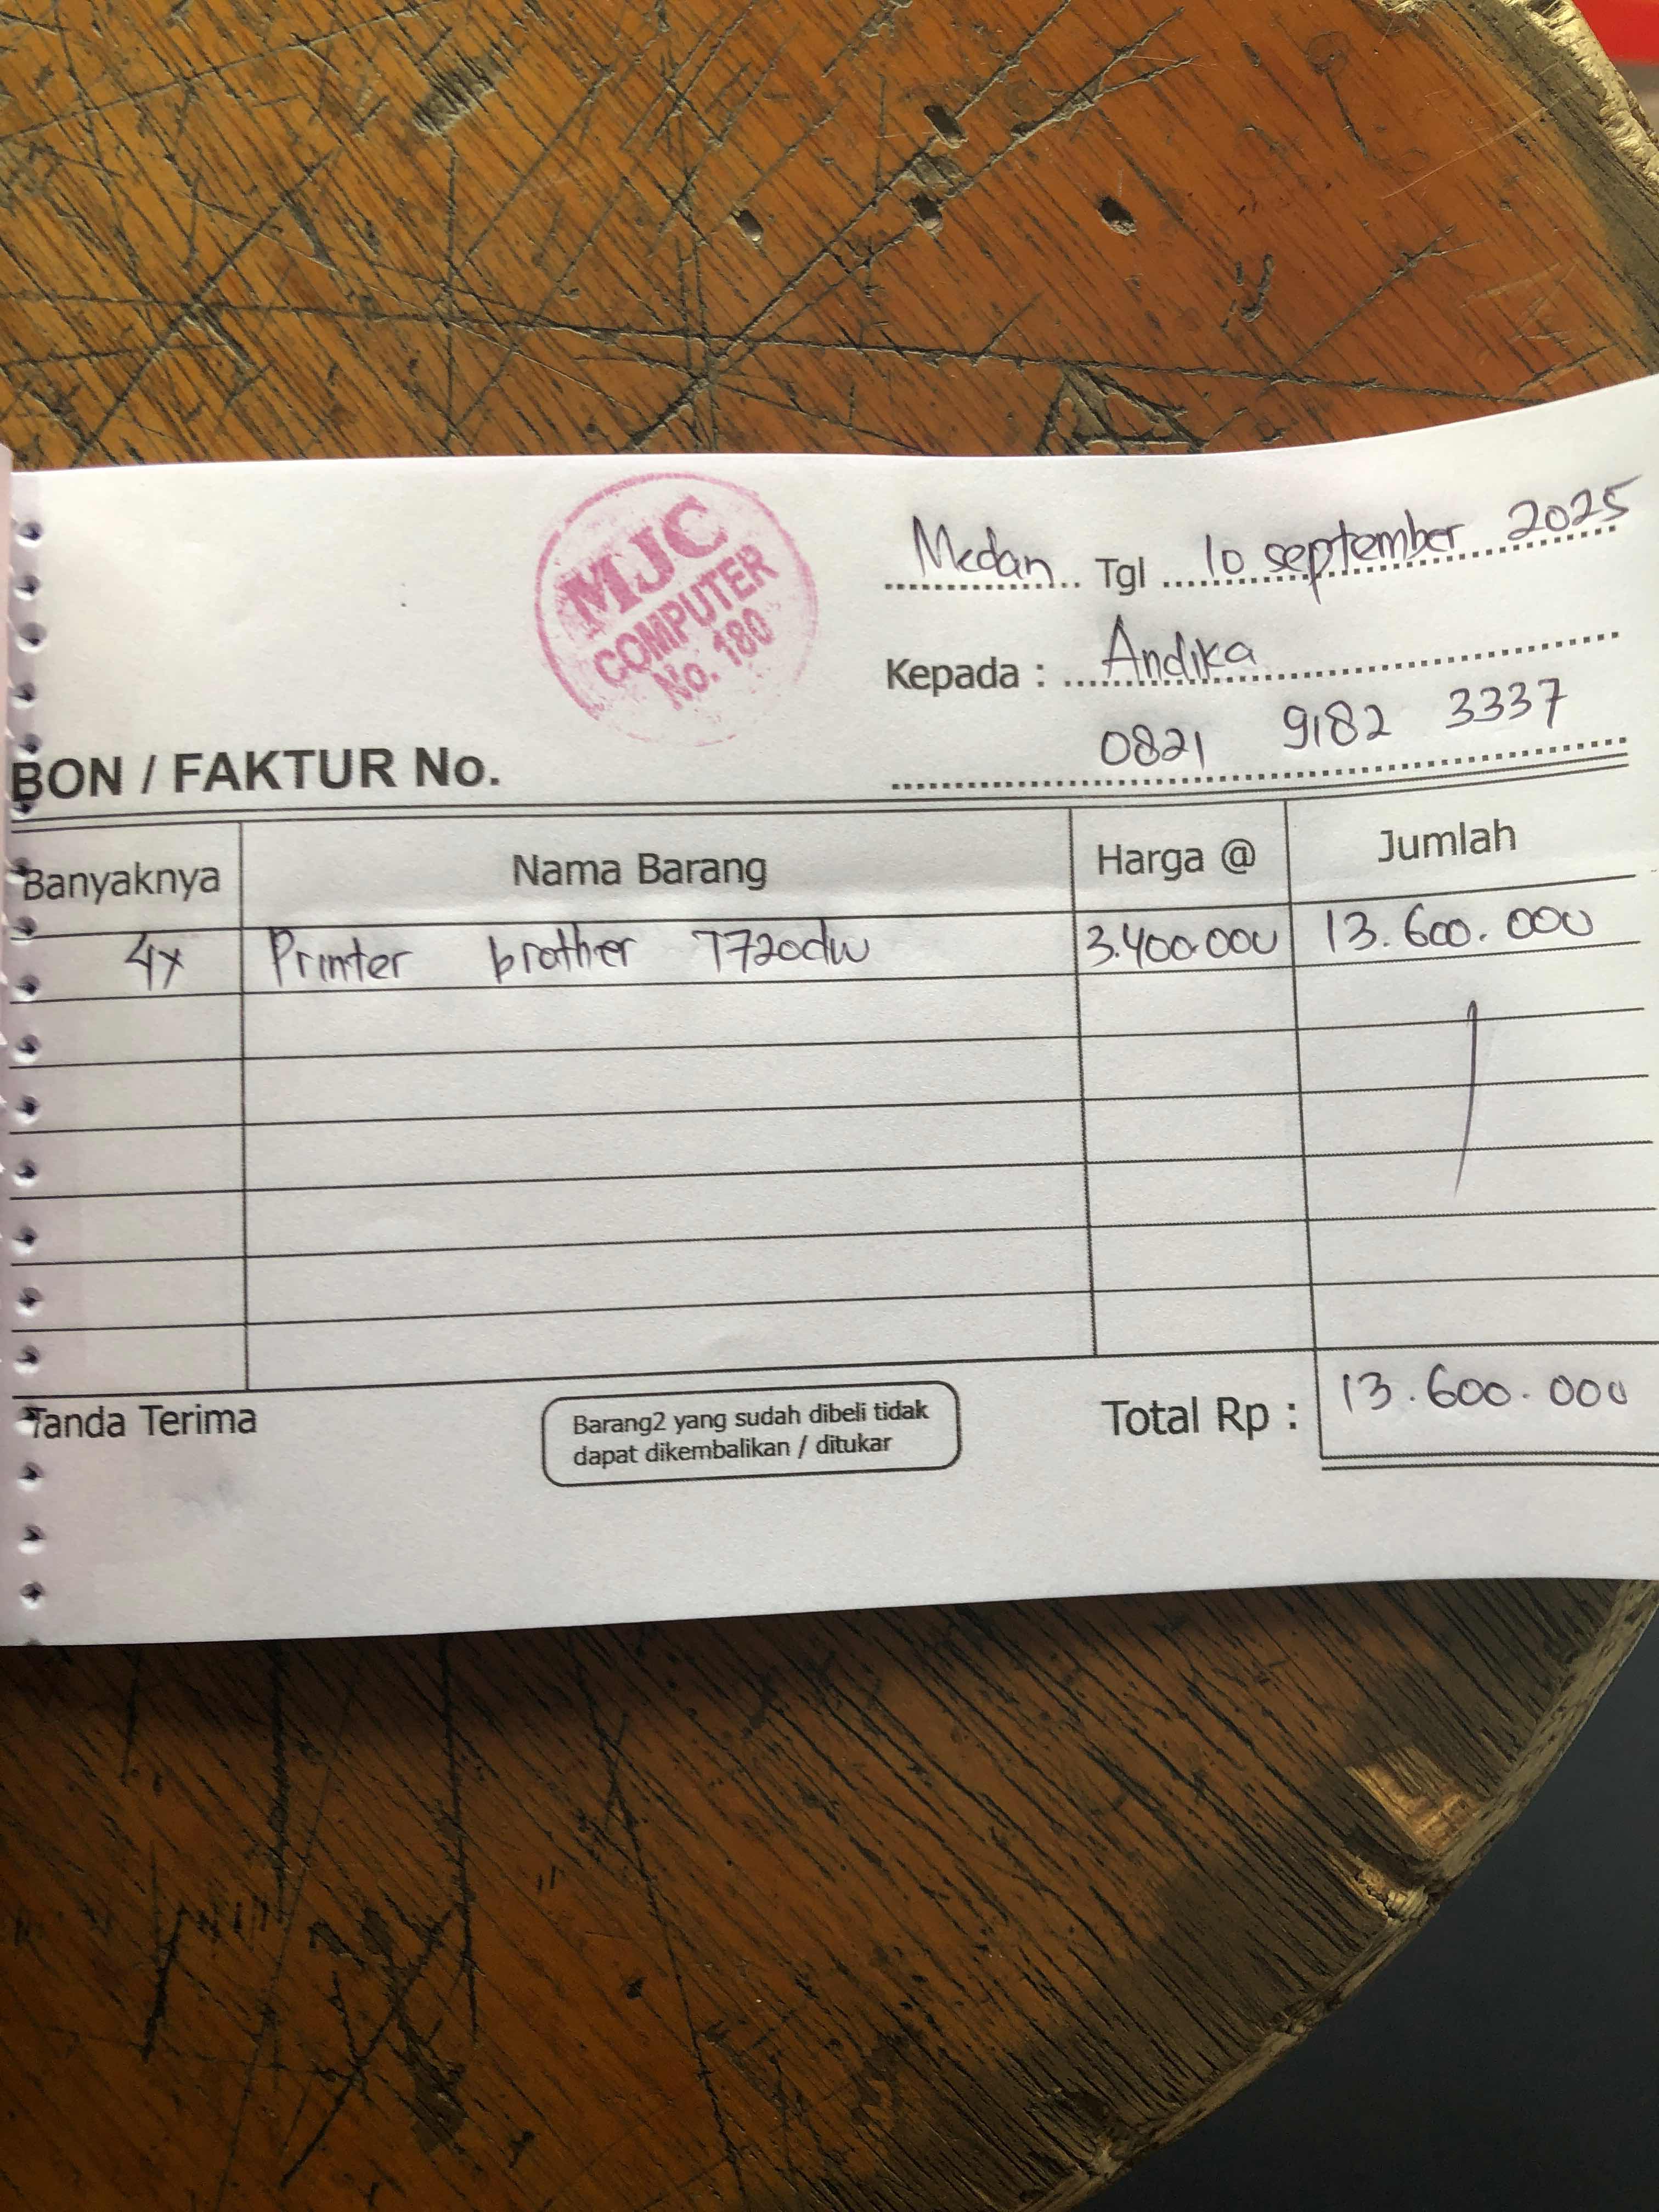 MJC
COMPUTER
No. 180
Medan Tgl 10 september 2025
Kepada : Andika
0821 9182 3337
BON / FAKTUR No.
Banyaknya Nama Barang Harga @ Jumlah
4x Printer brother T720dw 3.400.000 13.600.000
Tanda Terima
Barang2 yang sudah dibeli tidak
dapat dikembalikan / ditukar
Total Rp : 13.600.000